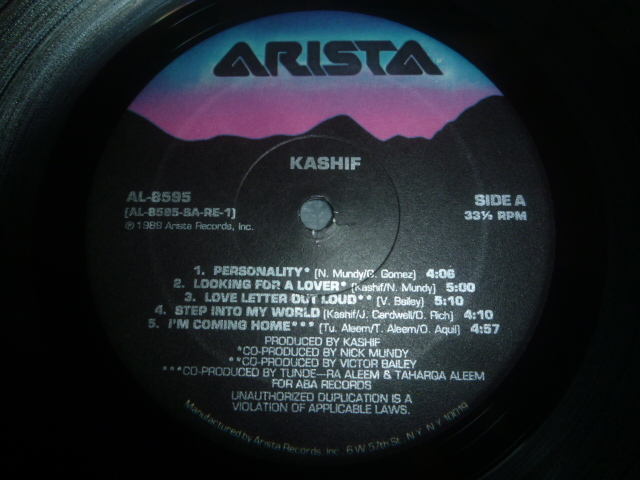 ARISTA
KASHIF
AL-8595
(AL-8595-SA-RE-1)
℗ 1989 Arista Records, Inc.
SIDE A
33⅓ RPM
1. PERSONALITY* (N. Mundy/G. Gomez) 4:06
2. LOOKING FOR A LOVER* (Kashif/N. Mundy) 5:00
3. LOVE LETTER OUT LOUD** (V. Bailey) 5:10
4. STEP INTO MY WORLD (Kashif/J. Cardwell/D. Rich) 4:10
5. I'M COMING HOME*** (Tu. Aleem/T. Aleem/O. Aquil) 4:57
PRODUCED BY KASHIF
*CO-PRODUCED BY NICK MUNDY
**CO-PRODUCED BY VICTOR BAILEY
***CO-PRODUCED BY TUNDE-RA ALEEM & TAHARQA ALEEM
FOR ABA RECORDS
UNAUTHORIZED DUPLICATION IS A
VIOLATION OF APPLICABLE LAWS.
Manufactured by Arista Records, Inc. 6 W. 57th St., N.Y., N.Y. 10019